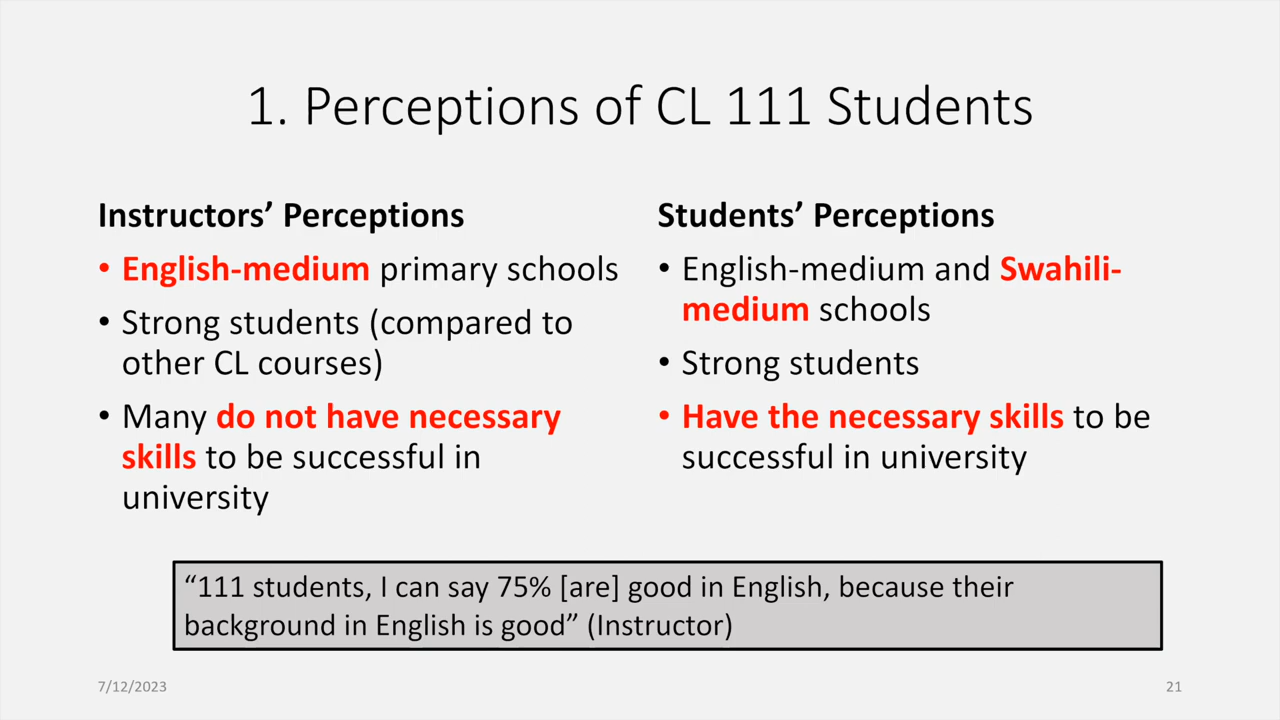 1. Perceptions of CL 111 Students
Instructors’ Perceptions
• English-medium primary schools
• Strong students (compared to
other CL courses)
• Many do not have necessary
skills to be successful in
university
Students’ Perceptions
• English-medium and Swahili-
medium schools
• Strong students
• Have the necessary skills to be
successful in university
“111 students, I can say 75% [are] good in English, because their
background in English is good” (Instructor)
7/12/2023
21